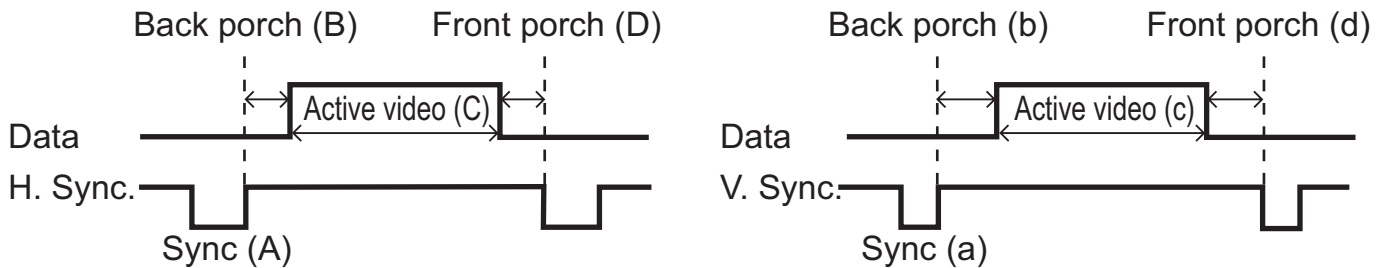 Back porch (B) Front porch (D)
Active video (C)
Data
H. Sync.
Sync (A)
Back porch (b) Front porch (d)
Active video (c)
Data
V. Sync.
Sync (a)